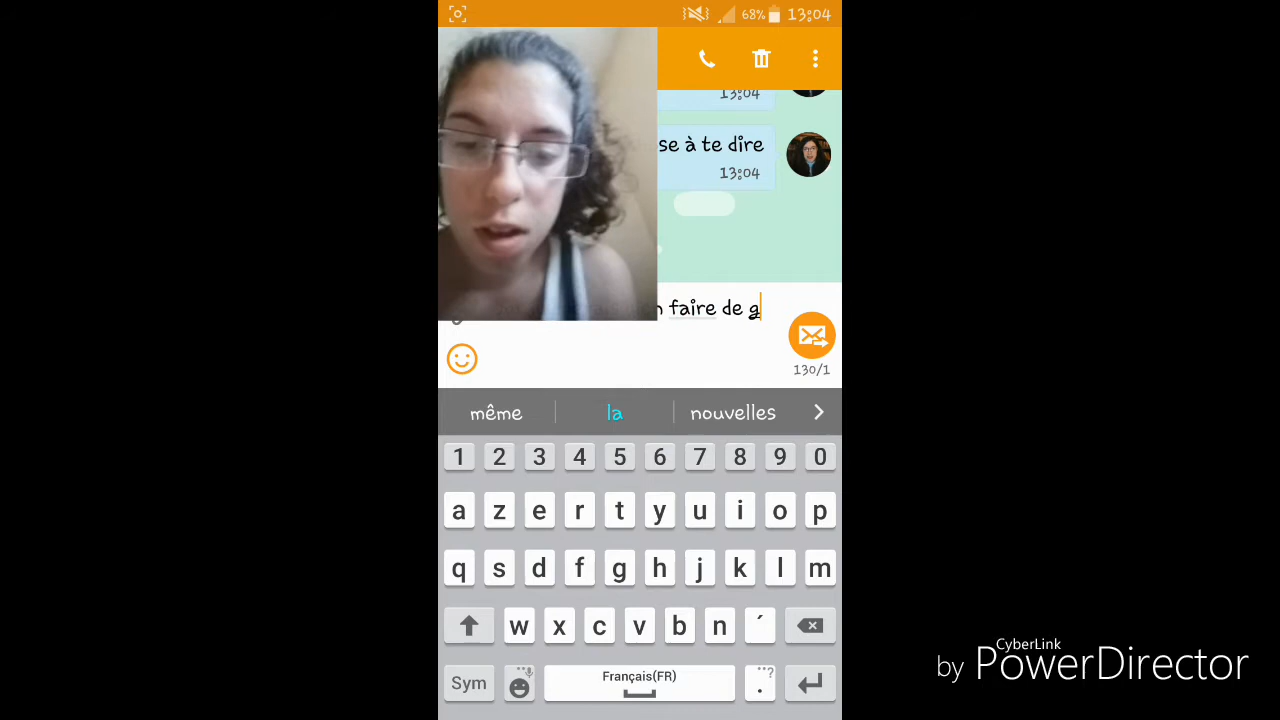 68% 13:04
13:04
se à te dire
13:04
faire de g
130/1
même la nouvelles
1 2 3 4 5 6 7 8 9 0
a z e r t y u i o p
q s d f g h j k l m
w x c v b n ´
Sym Français(FR) . ?
CyberLink
by PowerDirector